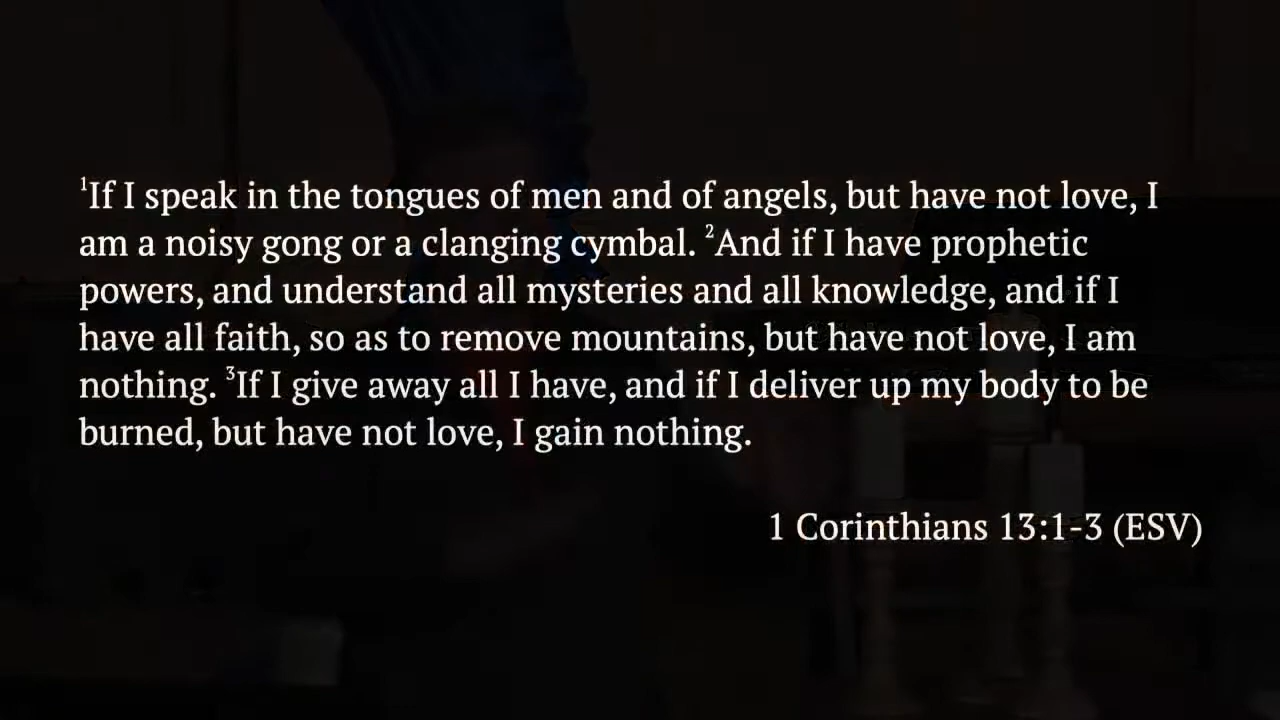 ¹If I speak in the tongues of men and of angels, but have not love, I
am a noisy gong or a clanging cymbal. ²And if I have prophetic
powers, and understand all mysteries and all knowledge, and if I
have all faith, so as to remove mountains, but have not love, I am
nothing. ³If I give away all I have, and if I deliver up my body to be
burned, but have not love, I gain nothing.
1 Corinthians 13:1-3 (ESV)